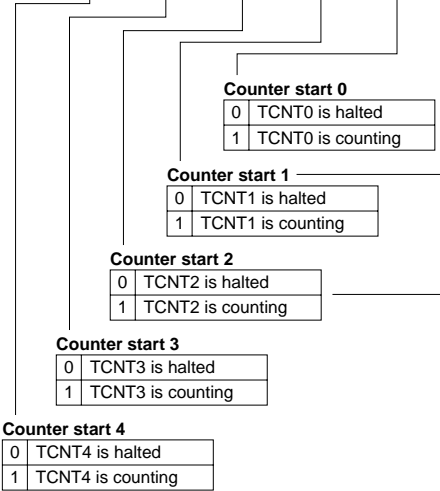 Counter start 0
0 TCNT0 is halted
1 TCNT0 is counting
Counter start 1
0 TCNT1 is halted
1 TCNT1 is counting
Counter start 2
0 TCNT2 is halted
1 TCNT2 is counting
Counter start 3
0 TCNT3 is halted
1 TCNT3 is counting
Counter start 4
0 TCNT4 is halted
1 TCNT4 is counting